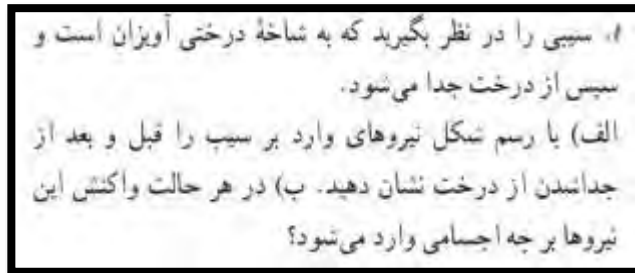 ۱. سیبی را در نظر بگیرید که به شاخهٔ درختی آویزان است و
سپس از درخت جدا می‌شود.
الف) با رسم شکل نیروهای وارد بر سیب را قبل و بعد از
جداشدن از درخت نشان دهید. ب) در هر حالت واکنش این
نیروها بر چه اجسامی وارد می‌شود؟